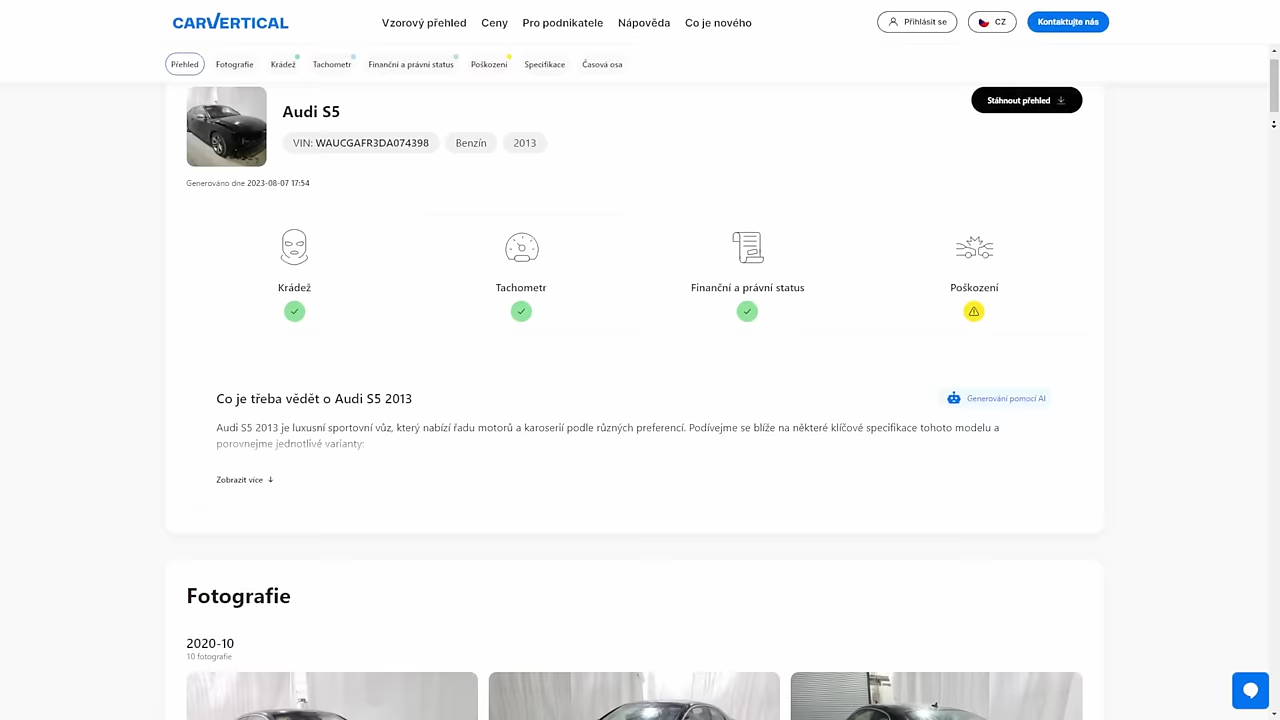 CARVERTICAL
Vzorový přehled
Ceny
Pro podnikatele
Nápověda
Co je nového
Přihlásit se
CZ
Kontaktujte nás
Přehled
Fotografie
Krádež
Tachometr
Finanční a právní status
Poškození
Specifikace
Časová osa
Audi S5
Stáhnout přehled
VIN: WAUCGAFR3DA074398
Benzín
2013
Generováno dne 2023-08-07 17:54
Krádež
Tachometr
Finanční a právní status
Poškození
Co je třeba vědět o Audi S5 2013
Generování pomocí AI
Audi S5 2013 je luxusní sportovní vůz, který nabízí řadu motorů a karoserií podle různých preferencí. Podívejme se blíže na některé klíčové specifikace tohoto modelu a
porovnejme jednotlivé varianty:
Zobrazit více
Fotografie
2020-10
10 fotografie